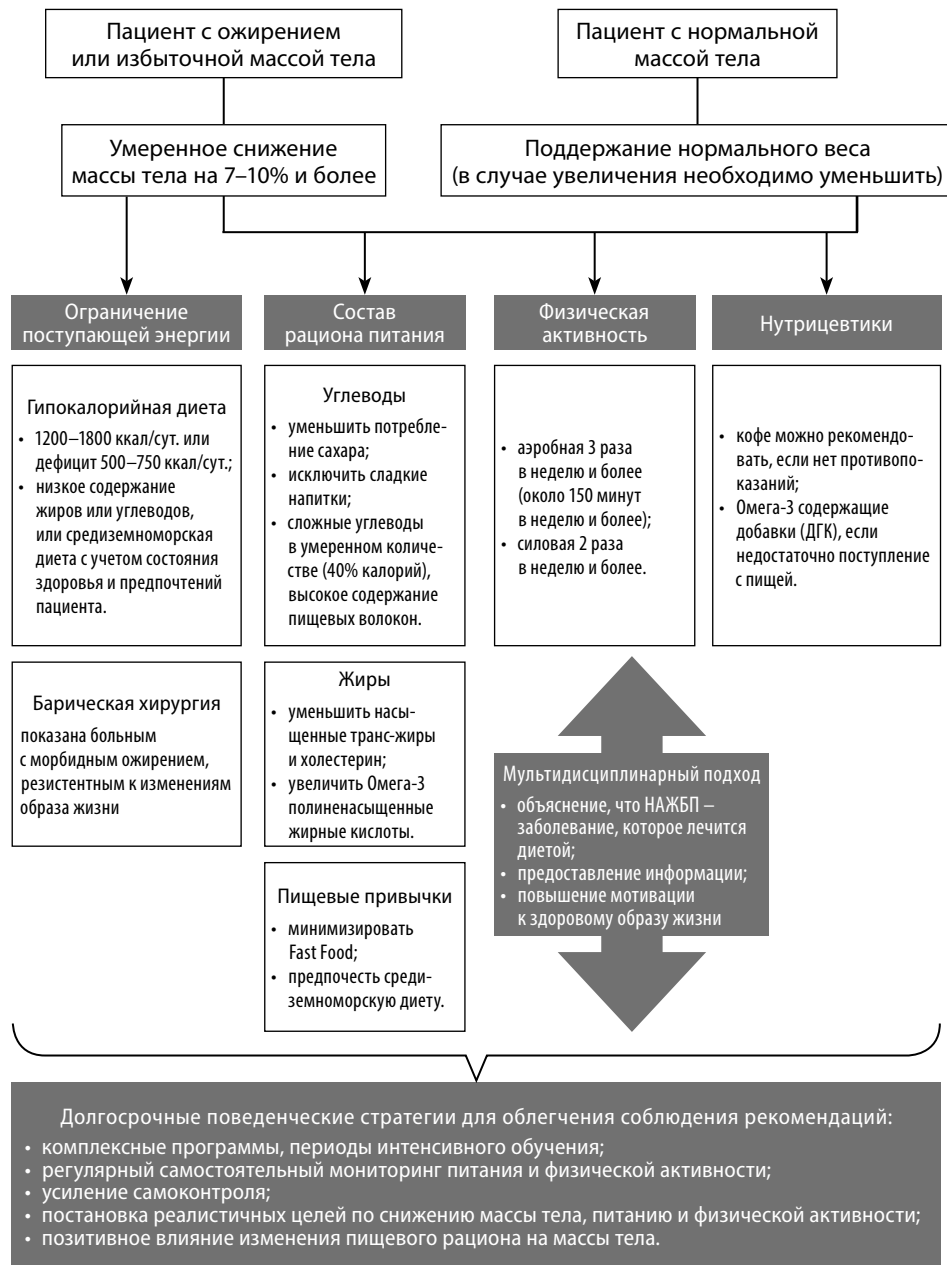 Пациент с ожирением
или избыточной массой тела
Пациент с нормальной
массой тела
Умеренное снижение
массы тела на 7–10% и более
Поддержание нормального веса
(в случае увеличения необходимо уменьшить)
Ограничение
поступающей энергии
Состав
рациона питания
Физическая
активность
Нутрицевтики
Гипокалорийная диета
• 1200–1800 ккал/сут. или
дефицит 500–750 ккал/сут.;
• низкое содержание
жиров или углеводов,
или средиземноморская
диета с учетом состояния
здоровья и предпочтений
пациента.
Барическая хирургия
показана больным
с морбидным ожирением,
резистентным к изменениям
образа жизни
Углеводы
• уменьшить потребле-
ние сахара;
• исключить сладкие
напитки;
• сложные углеводы
в умеренном количе-
стве (40% калорий),
высокое содержание
пищевых волокон.
Жиры
• уменьшить насы-
щенные транс-жиры
и холестерин;
• увеличить Омега-3
полиненасыщенные
жирные кислоты.
Пищевые привычки
• минимизировать
Fast Food;
• предпочесть среди-
земноморскую диету.
• аэробная 3 раза
в неделю и более
(около 150 минут
в неделю и более);
• силовая 2 раза
в неделю и более.
• кофе можно рекомендо-
вать, если нет противопо-
казаний;
• Омега-3 содержащие
добавки (ДГК), если
недостаточно поступление
с пищей.
Мультидисциплинарный подход
• объяснение, что НАЖБП –
заболевание, которое лечится
диетой;
• предоставление информации;
• повышение мотивации
к здоровому образу жизни
Долгосрочные поведенческие стратегии для облегчения соблюдения рекомендаций:
• комплексные программы, периоды интенсивного обучения;
• регулярный самостоятельный мониторинг питания и физической активности;
• усиление самоконтроля;
• постановка реалистичных целей по снижению массы тела, питанию и физической активности;
• позитивное влияние изменения пищевого рациона на массы тела.